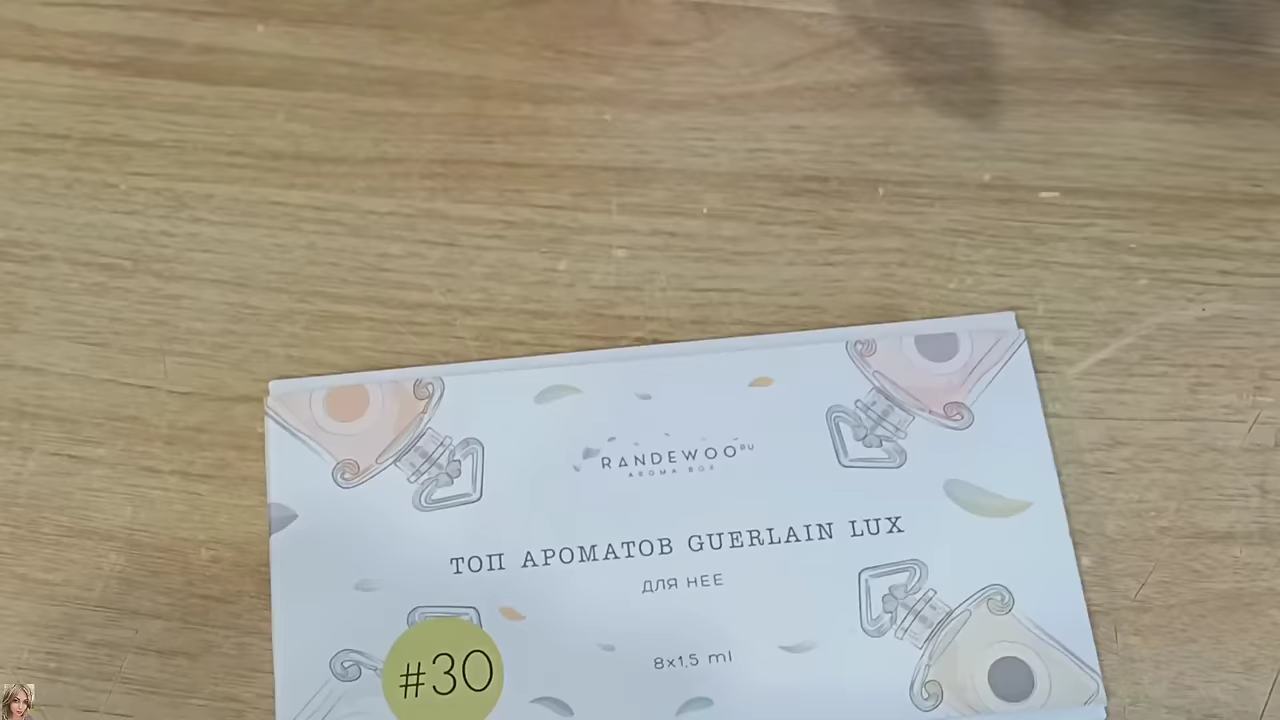 RANDEWOO RU
AROMA BOX
ТОП АРОМАТОВ GUERLAIN LUX
ДЛЯ НЕЕ
8x1,5 ml
#30